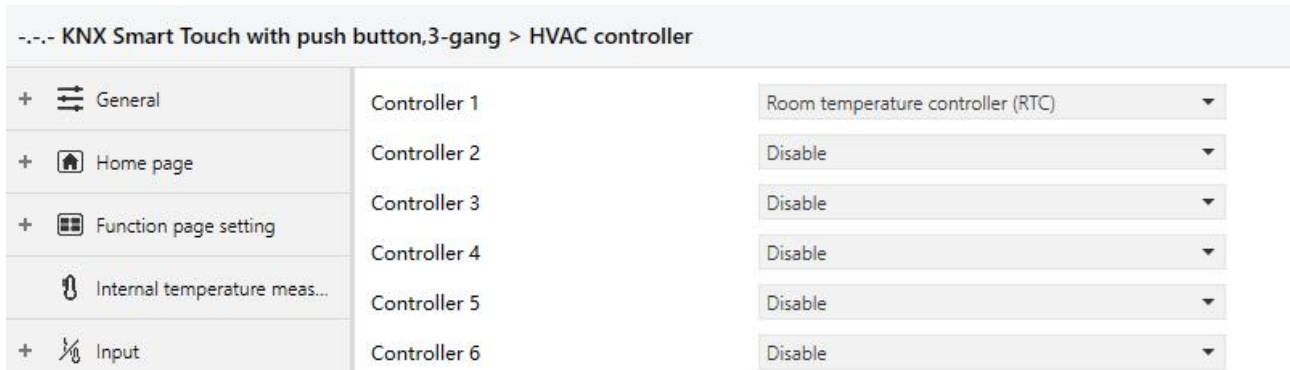 -.-.- KNX Smart Touch with push button,3-gang > HVAC controller
+ General
+ Home page
+ Function page setting
Internal temperature meas...
+ Input
Controller 1 Room temperature controller (RTC)
Controller 2 Disable
Controller 3 Disable
Controller 4 Disable
Controller 5 Disable
Controller 6 Disable